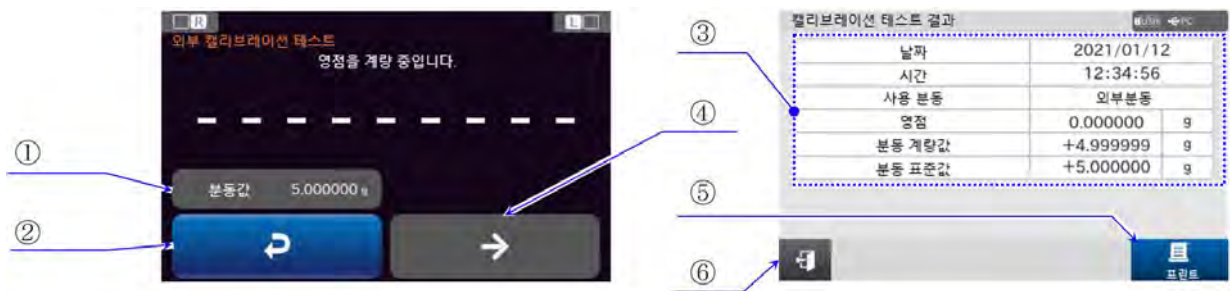 R
L
외부 캘리브레이션 테스트
영점을 계량 중입니다.
분동값 5.000000 g
①
②
③
④
⑤
⑥
캘리브레이션 테스트 결과
PC
날짜 2021/01/12
시간 12:34:56
사용 분동 외부분동
영점 0.000000 g
분동 계량값 +4.999999 g
분동 표준값 +5.000000 g
프린트